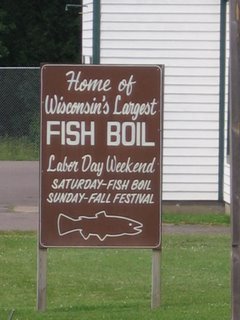 Home of
Wisconsin's Largest
FISH BOIL
Labor Day Weekend
SATURDAY-FISH BOIL
SUNDAY-FALL FESTIVAL